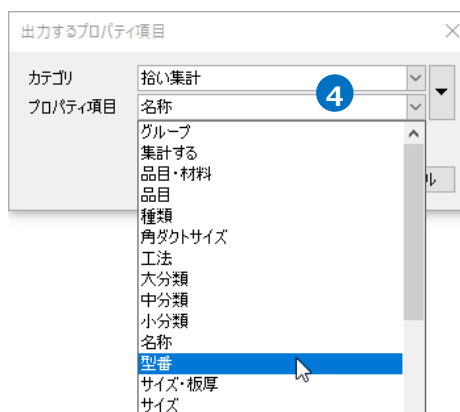 出力するプロパティ項目
カテゴリ 拾い集計
4
プロパティ項目 名称
グループ
集計する
品目・材料
品目
種類
角ダクトサイズ
工法
大分類
中分類
小分類
名称
型番
サイズ・板厚
サイズ
ル